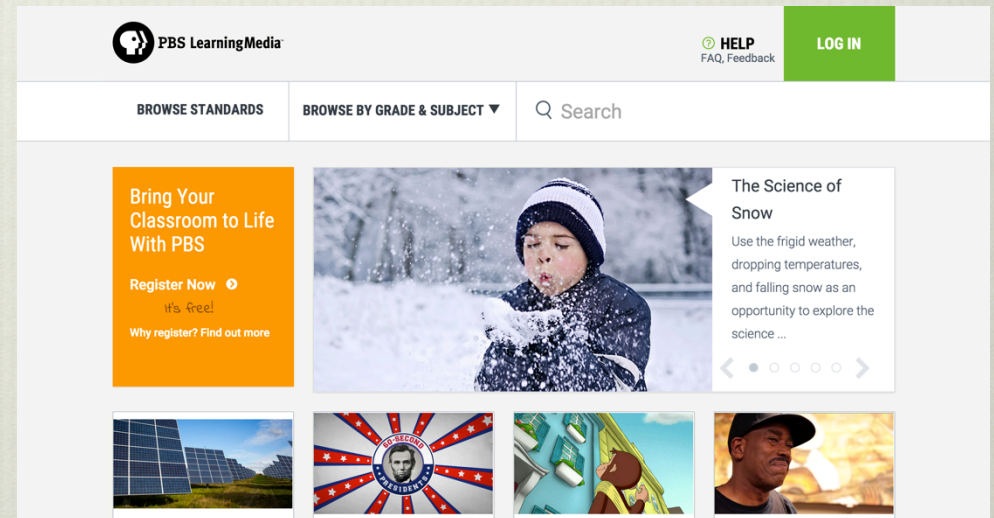 PBS LearningMedia
HELP
FAQ, Feedback
LOG IN
BROWSE STANDARDS
BROWSE BY GRADE & SUBJECT
Search
Bring Your
Classroom to Life
With PBS
Register Now
it's free!
Why register? Find out more
The Science of
Snow
Use the frigid weather,
dropping temperatures,
and falling snow as an
opportunity to explore the
science ...
60-SECOND
PRESIDENTS